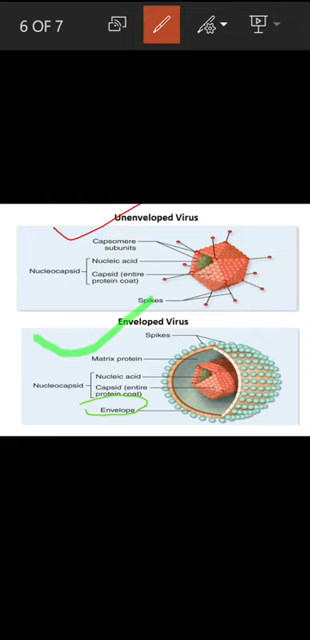 6 OF 7
Unenveloped Virus
Capsomere
subunits
Nucleic acid
Nucleocapsid
Capsid (entire
protein coat)
Spikes
Enveloped Virus
Spikes
Matrix protein
Nucleic acid
Nucleocapsid
Capsid (entire
protein coat)
Envelope